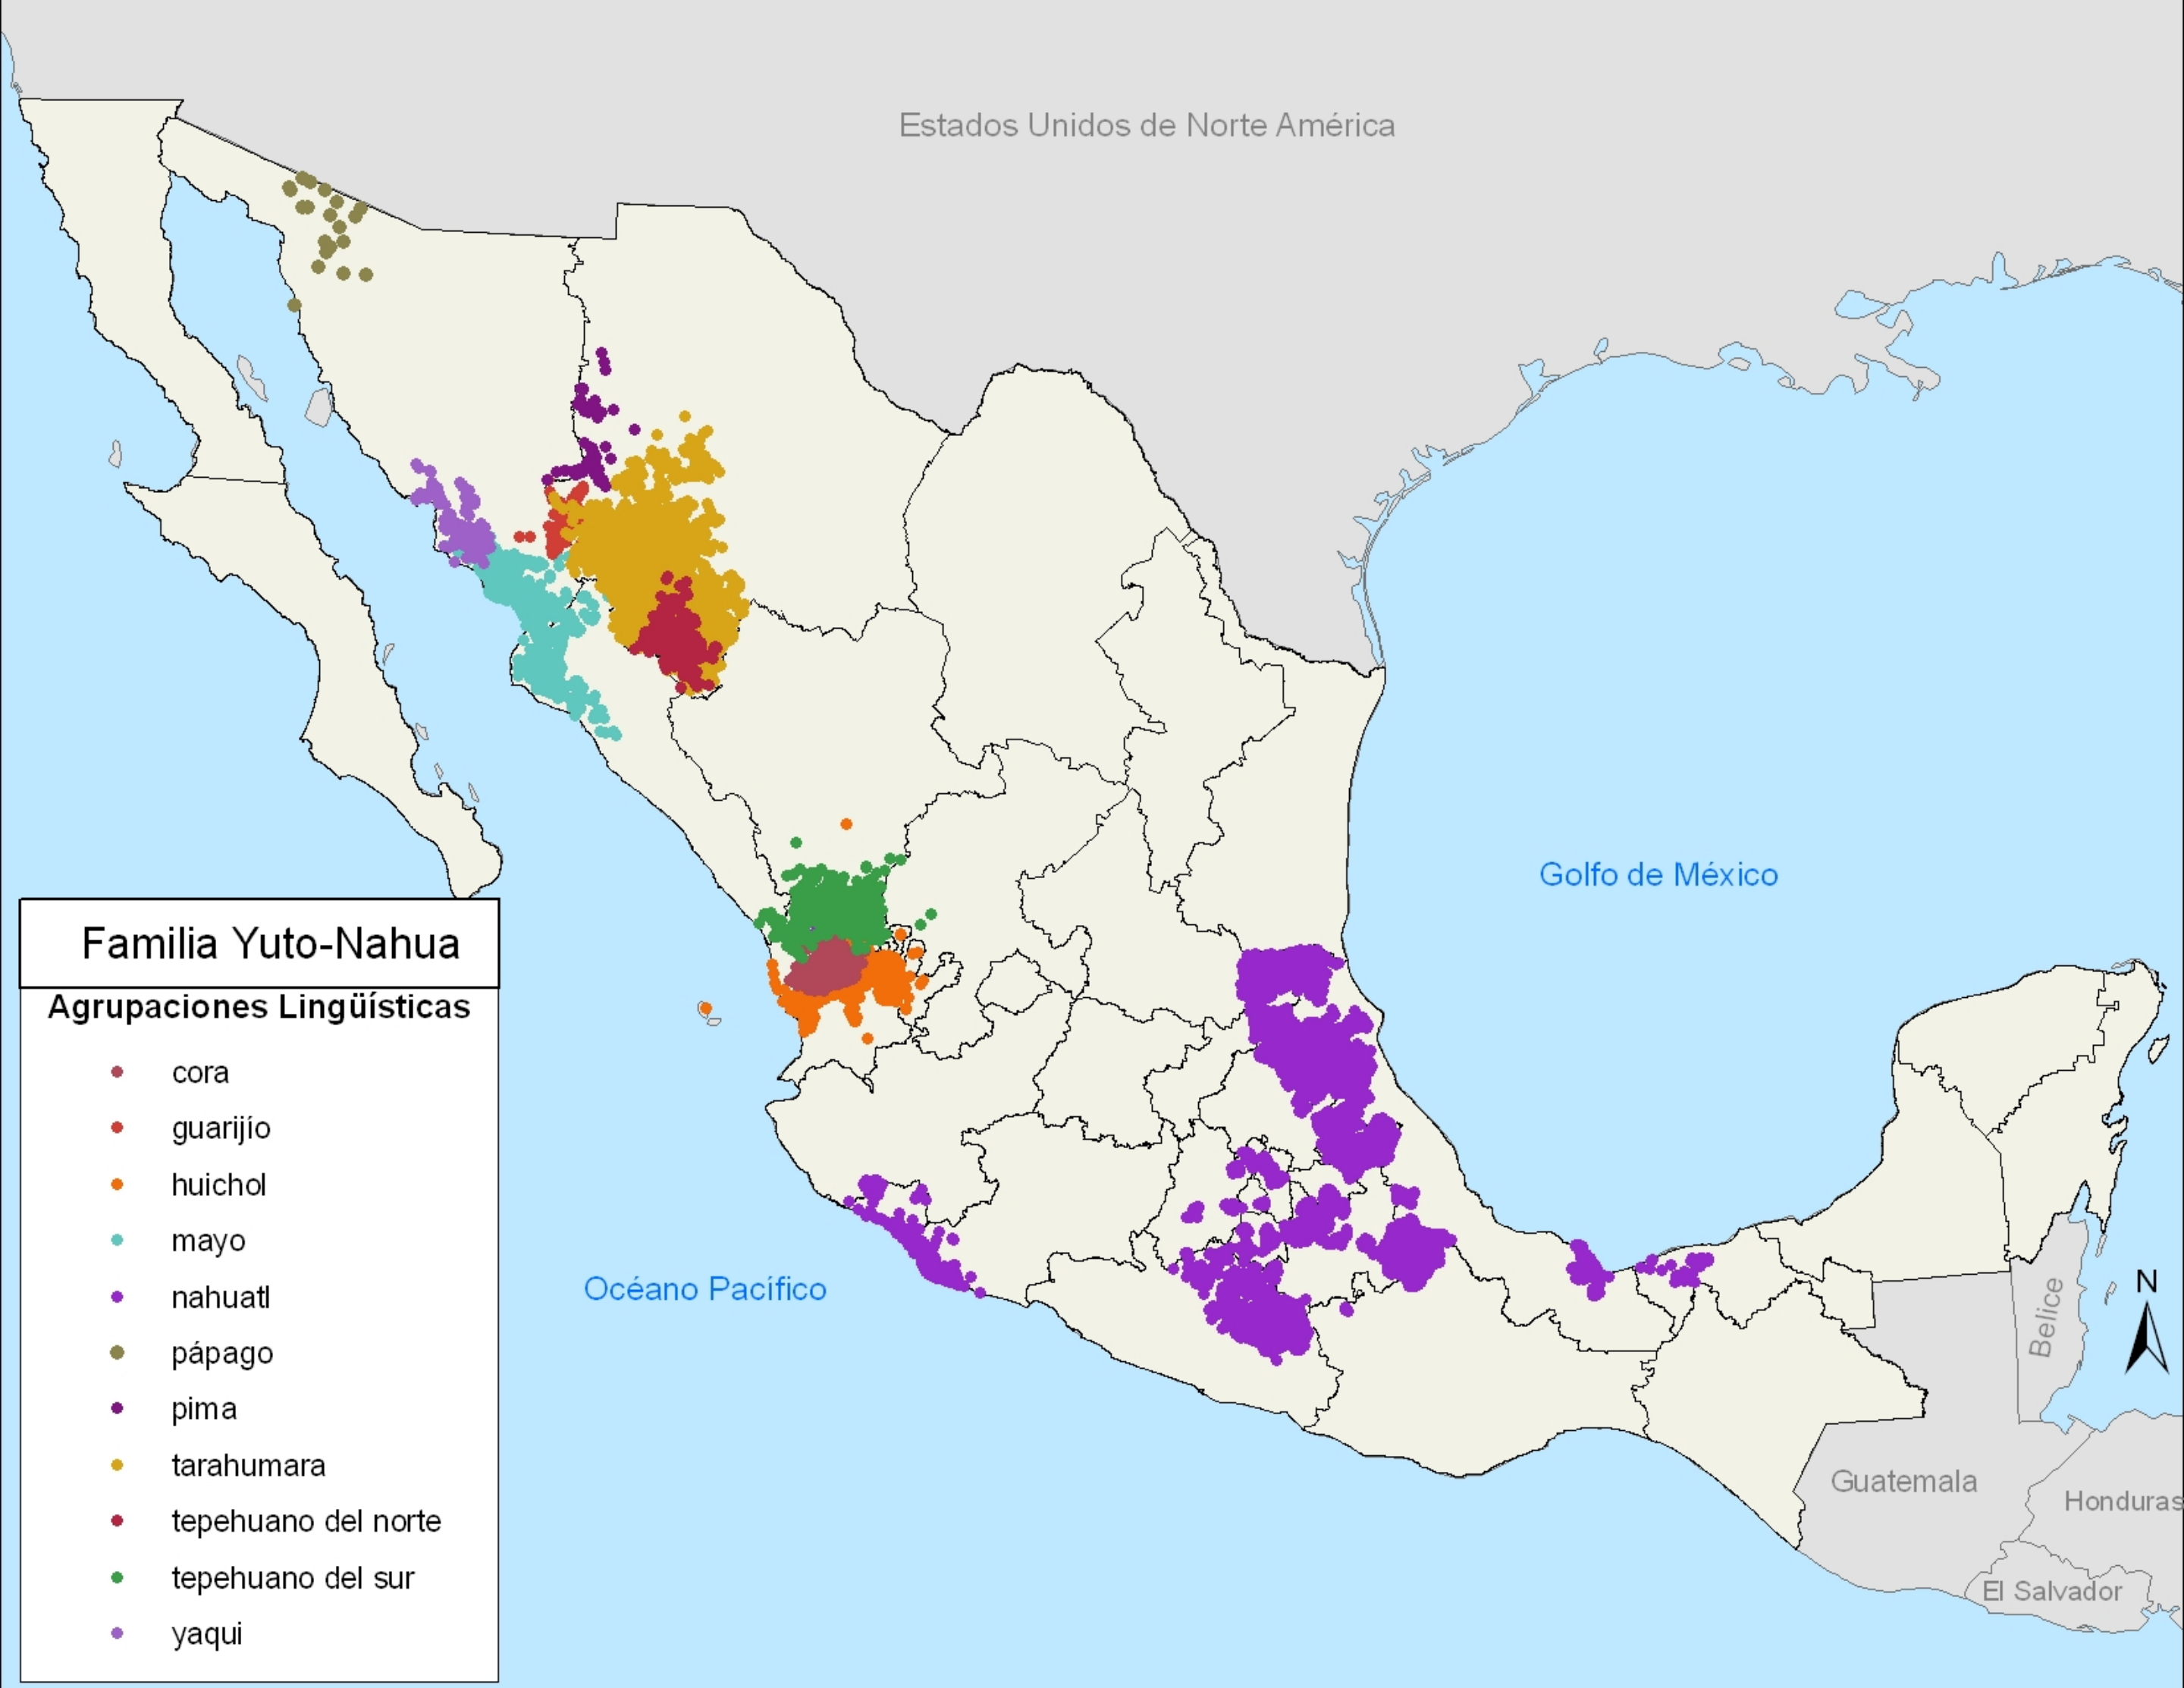 Estados Unidos de Norte América
Golfo de México
Familia Yuto-Nahua
Agrupaciones Lingüísticas
cora
guarijío
huichol
mayo
nahuatl
pápago
pima
tarahumara
tepehuano del norte
tepehuano del sur
yaqui
Océano Pacífico
N
Belice
Guatemala
Honduras
El Salvador